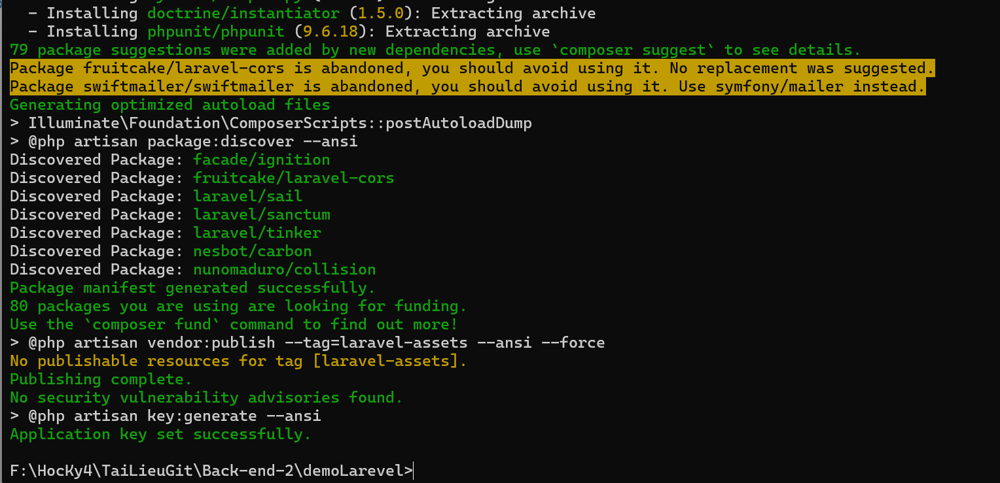 - Installing doctrine/instantiator (1.5.0): Extracting archive
- Installing phpunit/phpunit (9.6.18): Extracting archive
79 package suggestions were added by new dependencies, use `composer suggest` to see details.
Package fruitcake/laravel-cors is abandoned, you should avoid using it. No replacement was suggested.
Package swiftmailer/swiftmailer is abandoned, you should avoid using it. Use symfony/mailer instead.
Generating optimized autoload files
> Illuminate\Foundation\ComposerScripts::postAutoloadDump
> @php artisan package:discover --ansi
Discovered Package: facade/ignition
Discovered Package: fruitcake/laravel-cors
Discovered Package: laravel/sail
Discovered Package: laravel/sanctum
Discovered Package: laravel/tinker
Discovered Package: nesbot/carbon
Discovered Package: nunomaduro/collision
Package manifest generated successfully.
80 packages you are using are looking for funding.
Use the `composer fund` command to find out more!
> @php artisan vendor:publish --tag=laravel-assets --ansi --force
No publishable resources for tag [laravel-assets].
Publishing complete.
No security vulnerability advisories found.
> @php artisan key:generate --ansi
Application key set successfully.
F:\HocKy4\TaiLieuGit\Back-end-2\demoLarevel>